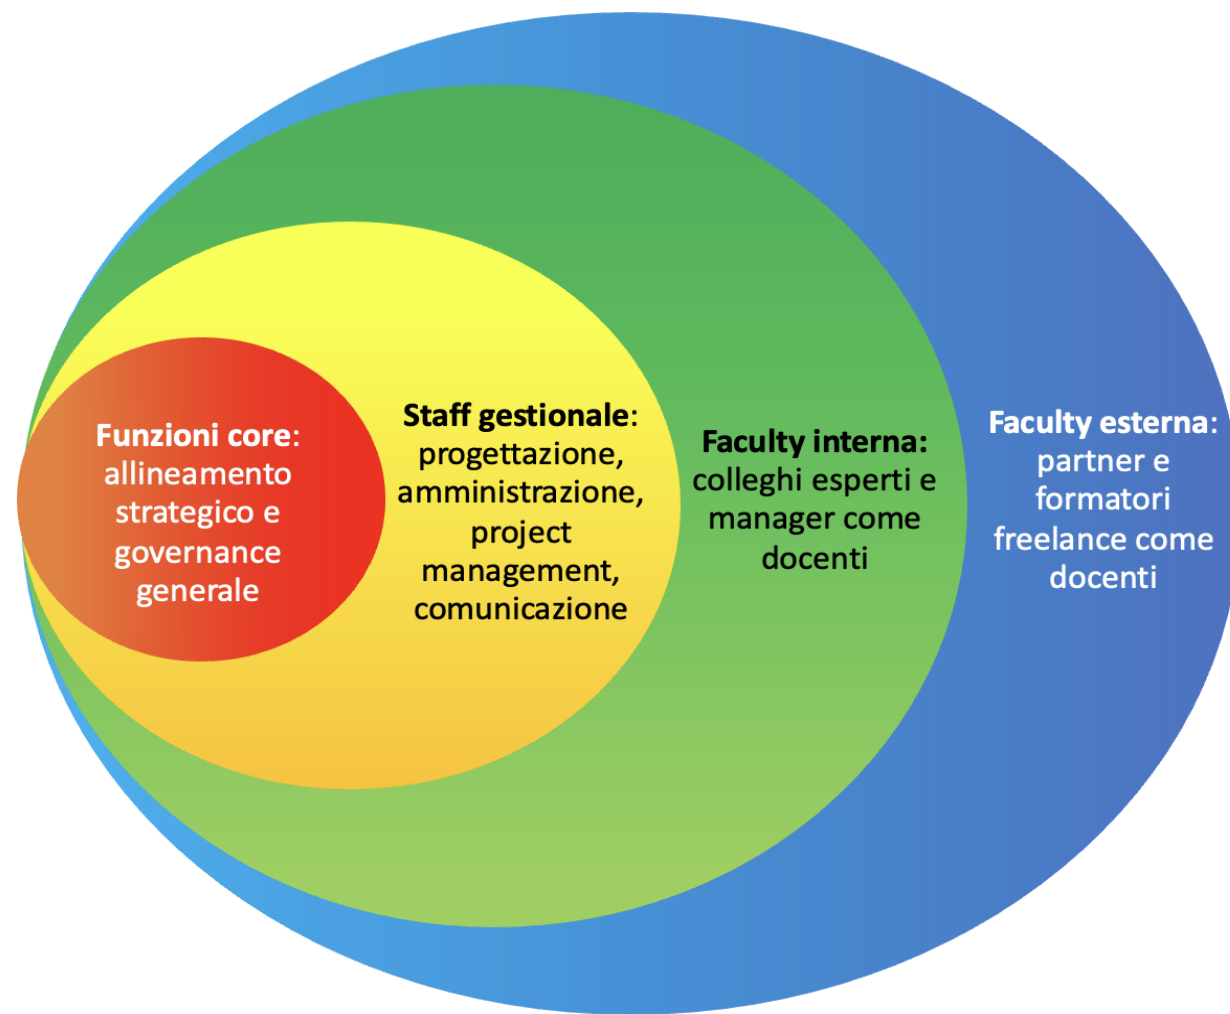 Funzioni core:
allineamento
strategico e
governance
generale
Staff gestionale:
progettazione,
amministrazione,
project
management,
comunicazione
Faculty interna:
colleghi esperti e
manager come
docenti
Faculty esterna:
partner e
formatori
freelance come
docenti